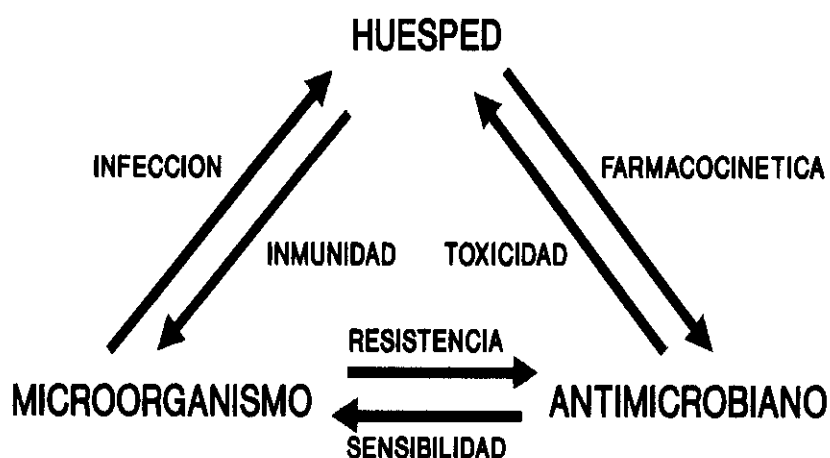 HUESPED
INFECCION
FARMACOCINETICA
INMUNIDAD
TOXICIDAD
RESISTENCIA
MICROORGANISMO
ANTIMICROBIANO
SENSIBILIDAD